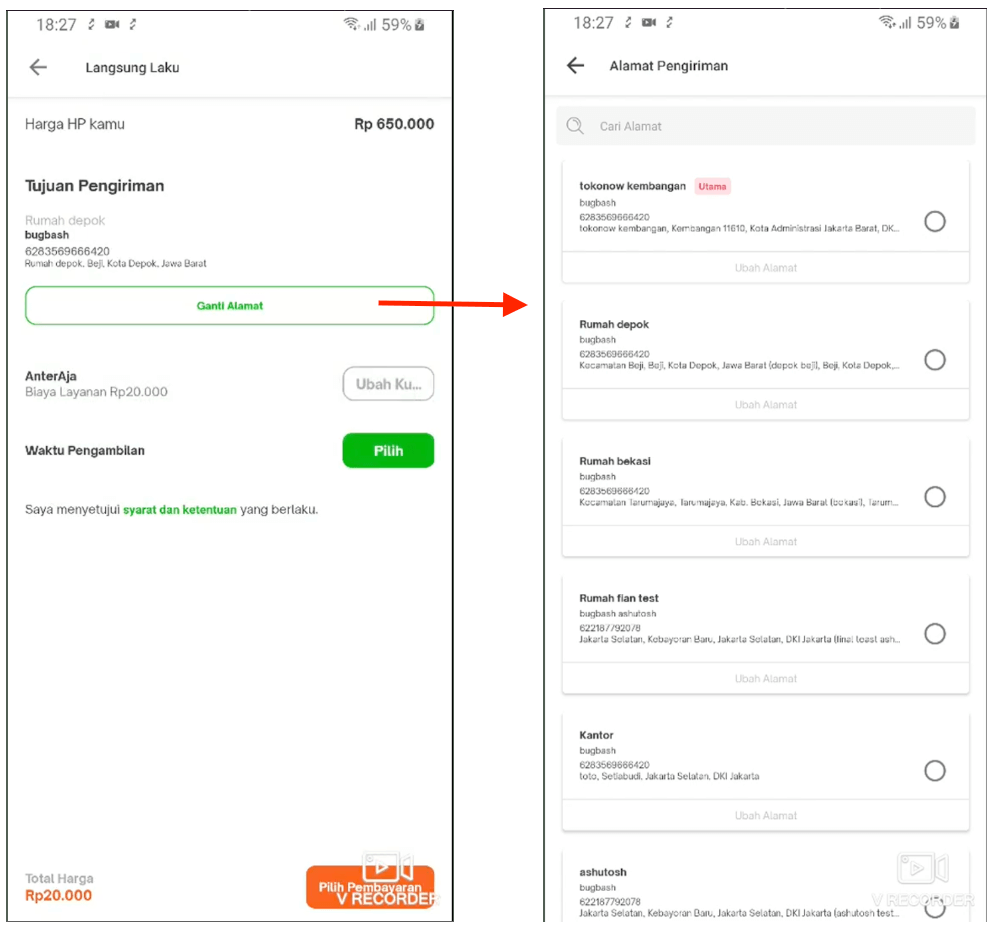 18:27
59%
Langsung Laku
Harga HP kamu
Rp 650.000
Tujuan Pengiriman
Rumah depok
bugbash
6283569666420
Rumah depok, Beji, Kota Depok, Jawa Barat
Ganti Alamat
AnterAja
Biaya Layanan Rp20.000
Ubah Ku...
Waktu Pengambilan
Pilih
Saya menyetujui syarat dan ketentuan yang berlaku.
Total Harga
Rp20.000
Pilih Pembayaran
V RECORDER
18:27
59%
Alamat Pengiriman
Cari Alamat
tokonow kembangan Utama
bugbash
6283569666420
tokonow kembangan, Kembangan 11610, Kota Administrasi Jakarta Barat, DK...
Ubah Alamat
Rumah depok
bugbash
6283569666420
Kecamatan Beji, Beji, Kota Depok, Jawa Barat (depok beji), Beji, Kota Depok,...
Ubah Alamat
Rumah bekasi
bugbash
6283569666420
Kecamatan Tarumajaya, Tarumajaya, Kab. Bekasi, Jawa Barat (bekasi), Tarum...
Ubah Alamat
Rumah fian test
bugbash ashutosh
622187792078
Jakarta Selatan, Kebayoran Baru, Jakarta Selatan, DKI Jakarta (final toast ash...
Ubah Alamat
Kantor
bugbash
6283569666420
toto, Setiabudi, Jakarta Selatan, DKI Jakarta
Ubah Alamat
ashutosh
bugbash
622187792078
Jakarta Selatan, Kebayoran Baru, Jakarta Selatan, DKI Jakarta (ashutosh test...
V RECORDER